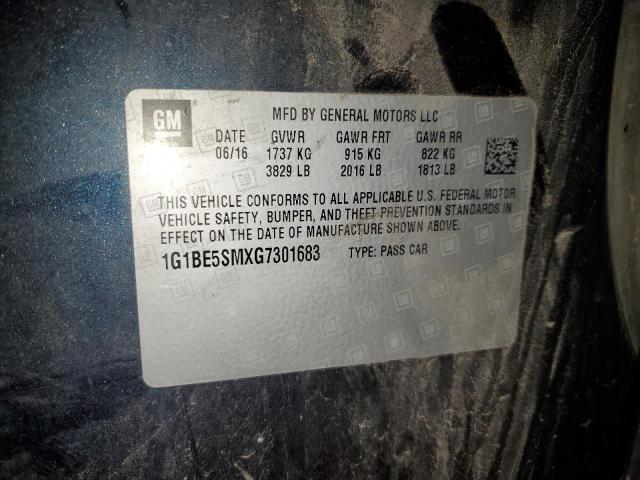 GM
MFD BY GENERAL MOTORS LLC
DATE GVWR GAWR FRT GAWR RR
06/16 1737 KG 915 KG 822 KG
3829 LB 2016 LB 1813 LB
THIS VEHICLE CONFORMS TO ALL APPLICABLE U.S. FEDERAL MOTOR
VEHICLE SAFETY, BUMPER, AND THEFT PREVENTION STANDARDS IN
EFFECT ON THE DATE OF MANUFACTURE SHOWN ABOVE.
1G1BE5SMXG7301683 TYPE: PASS CAR